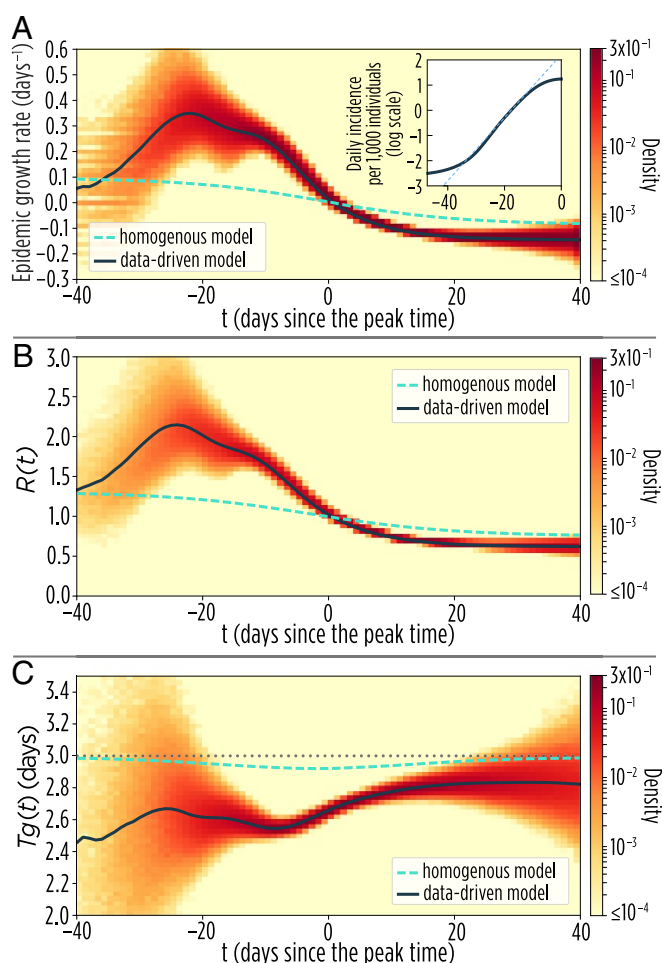 A
Epidemic growth rate (days⁻¹)
0.6
0.5
0.4
0.3
0.2
0.1
0.0
−0.1
−0.2
−0.3
−40
−20
0
20
40
t (days since the peak time)
homogenous model
data-driven model
Daily incidence
per 1,000 individuals
(log scale)
2
1
0
−1
−2
−3
−40
−20
0
3x10⁻¹
10⁻¹
10⁻²
10⁻³
≤10⁻⁴
Density
B
R(t)
3.0
2.5
2.0
1.5
1.0
0.5
0.0
−40
−20
0
20
40
t (days since the peak time)
homogenous model
data-driven model
3x10⁻¹
10⁻¹
10⁻²
10⁻³
≤10⁻⁴
Density
C
Tg(t) (days)
3.4
3.2
3.0
2.8
2.6
2.4
2.2
2.0
−40
−20
0
20
40
t (days since the peak time)
homogenous model
data-driven model
3x10⁻¹
10⁻¹
10⁻²
10⁻³
≤10⁻⁴
Density